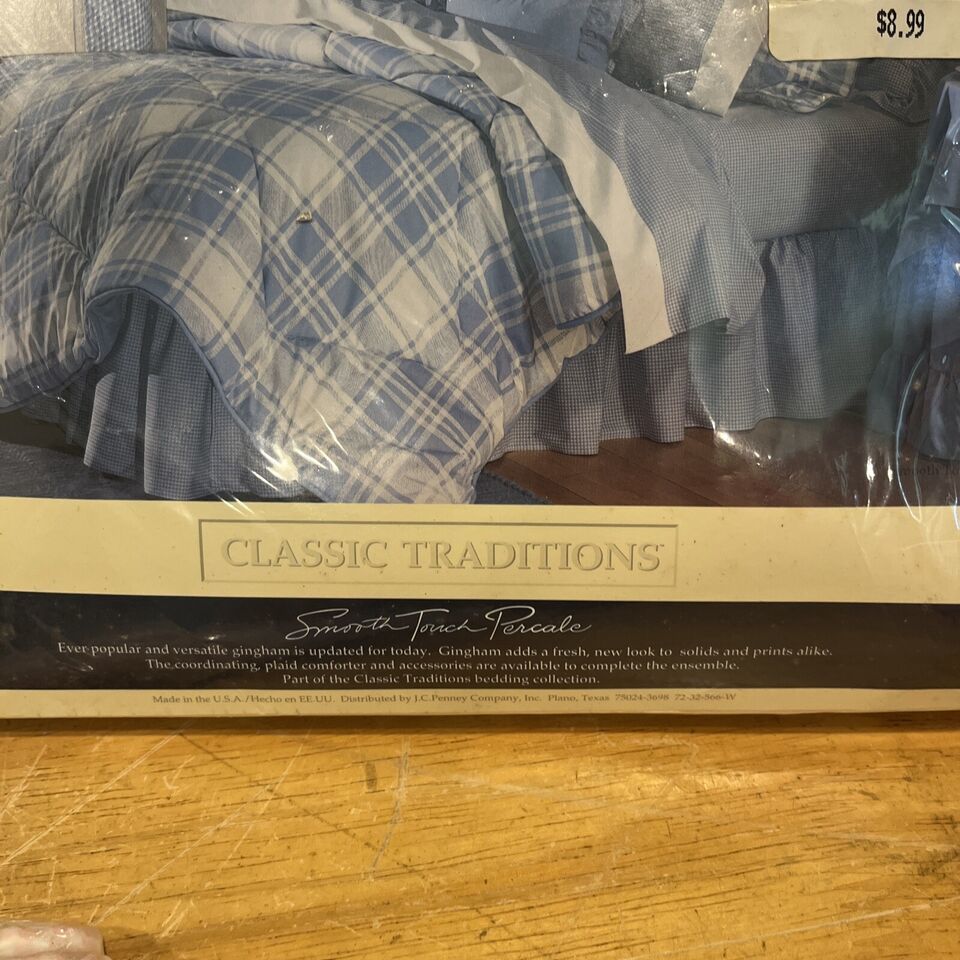 $8.99
CLASSIC TRADITIONS™
Smooth Touch Percale
Ever-popular and versatile gingham is updated for today. Gingham adds a fresh, new look to solids and prints alike.
The coordinating, plaid comforter and accessories are available to complete the ensemble.
Part of the Classic Traditions bedding collection.
Made in the U.S.A./Hecho en EE.UU. Distributed by J.C.Penney Company, Inc. Plano, Texas 75024-3698 72-32-566-W